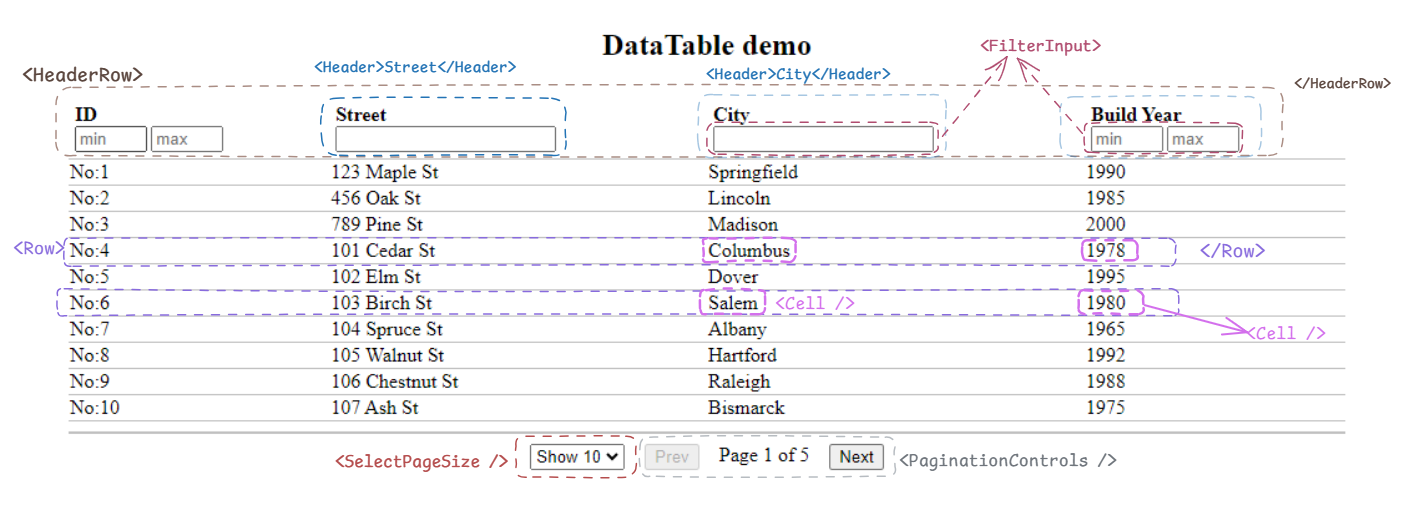 DataTable demo
<FilterInput>
<HeaderRow>
<Header>Street</Header>
<Header>City</Header>
</HeaderRow>
ID Street City Build Year
min max min max
No:1 123 Maple St Springfield 1990
No:2 456 Oak St Lincoln 1985
No:3 789 Pine St Madison 2000
<Row> No:4 101 Cedar St Columbus 1978 </Row>
No:5 102 Elm St Dover 1995
No:6 103 Birch St Salem <Cell /> 1980
No:7 104 Spruce St Albany 1965 <Cell />
No:8 105 Walnut St Hartford 1992
No:9 106 Chestnut St Raleigh 1988
No:10 107 Ash St Bismarck 1975
<SelectPageSize /> Show 10 Prev Page 1 of 5 Next <PaginationControls />